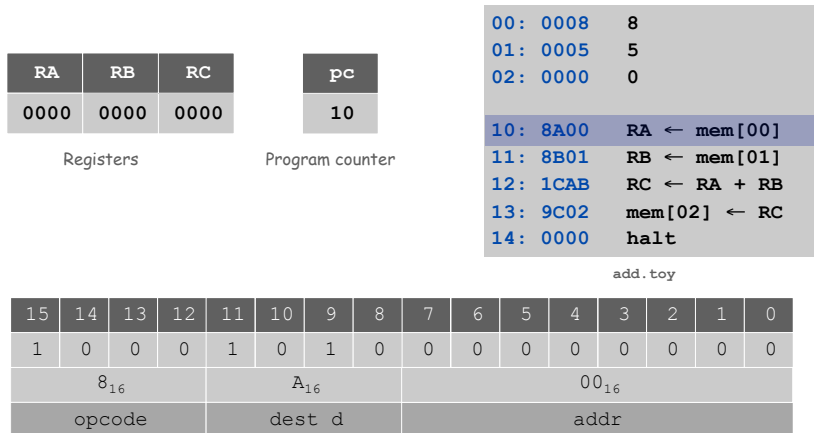 00: 0008 8
01: 0005 5
02: 0000 0
10: 8A00 RA ← mem[00]
11: 8B01 RB ← mem[01]
12: 1CAB RC ← RA + RB
13: 9C02 mem[02] ← RC
14: 0000 halt
add.toy
RA RB RC
0000 0000 0000
Registers
pc
10
Program counter
15 14 13 12 11 10 9 8 7 6 5 4 3 2 1 0
1 0 0 0 1 0 1 0 0 0 0 0 0 0 0 0
8₁₆ A₁₆ 00₁₆
opcode dest d addr